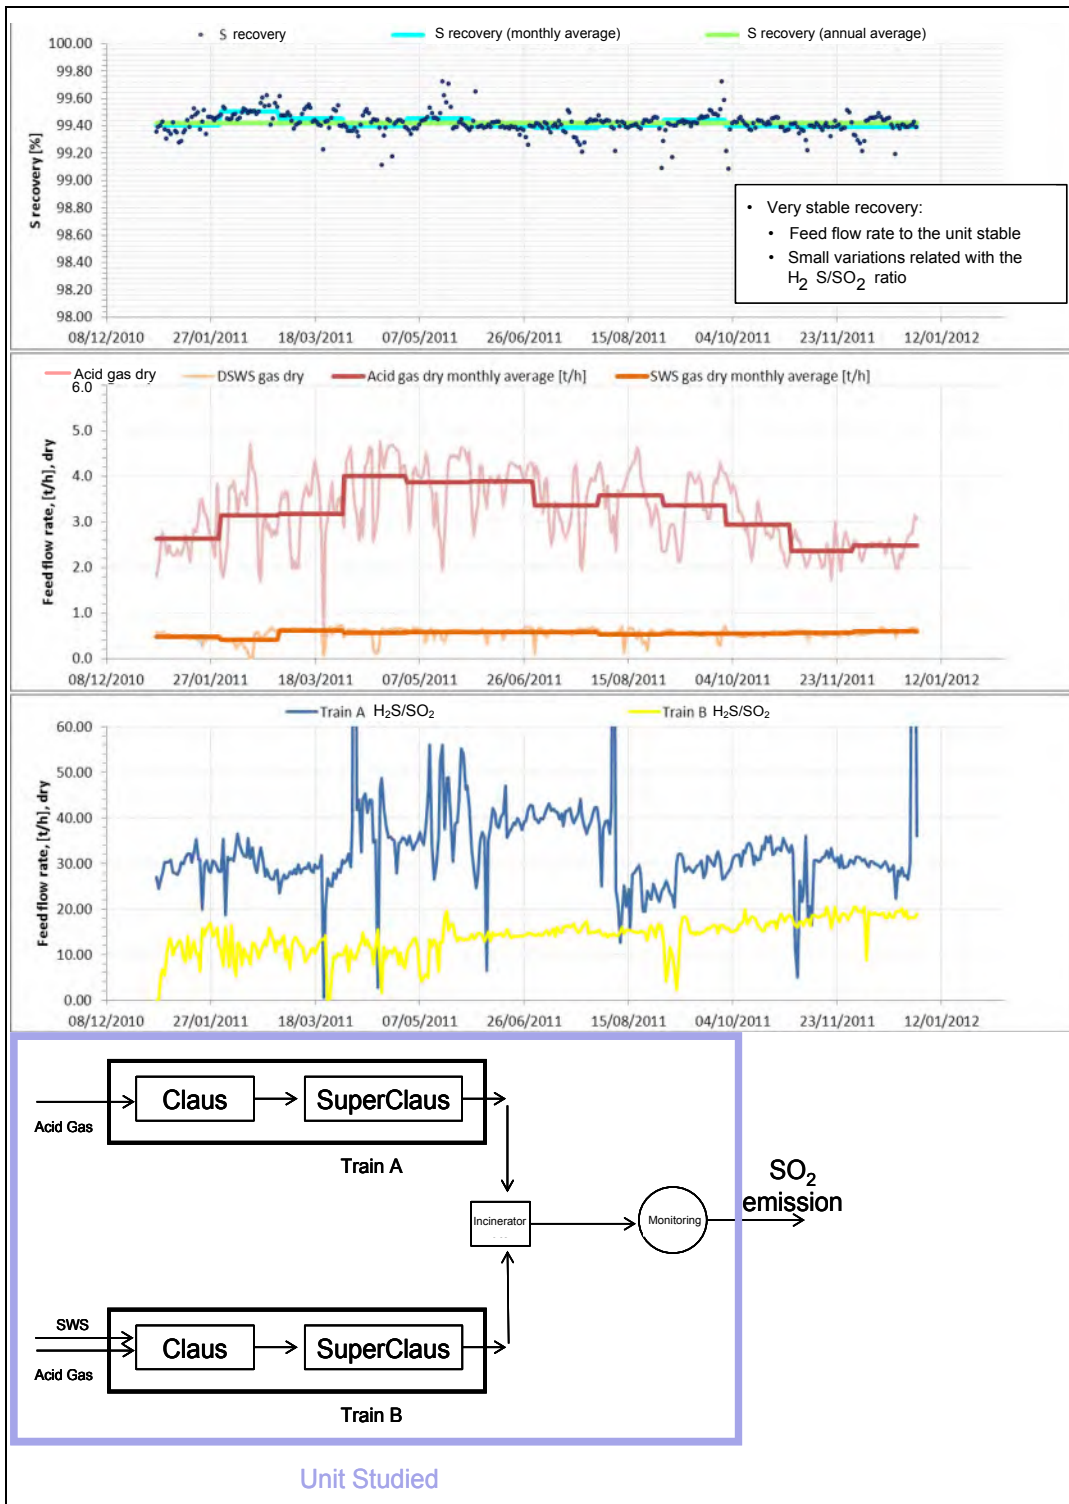 S recovery S recovery (monthly average) S recovery (annual average)
100.00
99.80
99.60
99.40
99.20
99.00
98.80
98.60
98.40
98.20
98.00
S recovery [%]
• Very stable recovery:
• Feed flow rate to the unit stable
• Small variations related with the
H2 S/SO2 ratio
08/12/2010 27/01/2011 18/03/2011 07/05/2011 26/06/2011 15/08/2011 04/10/2011 23/11/2011 12/01/2012
Acid gas dry DSWS gas dry Acid gas dry monthly average [t/h] SWS gas dry monthly average [t/h]
6.0
5.0
4.0
3.0
2.0
1.0
0.0
Feed flow rate, [t/h], dry
08/12/2010 27/01/2011 18/03/2011 07/05/2011 26/06/2011 15/08/2011 04/10/2011 23/11/2011 12/01/2012
Train A H2S/SO2 Train B H2S/SO2
60.00
50.00
40.00
30.00
20.00
10.00
0.00
Feed flow rate, [t/h], dry
08/12/2010 27/01/2011 18/03/2011 07/05/2011 26/06/2011 15/08/2011 04/10/2011 23/11/2011 12/01/2012
Claus SuperClaus
Acid Gas
Train A
SO2
emission
Incinerator
Monitoring
SWS
Claus SuperClaus
Acid Gas
Train B
Unit Studied